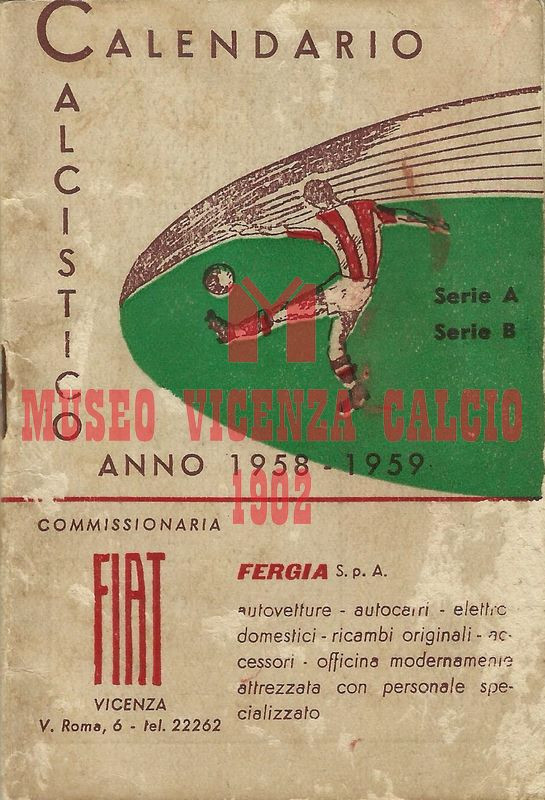 CALENDARIO
CALCISTICO
Serie A
Serie B
MUSEO VICENZA CALCIO
1902
ANNO 1958-1959
COMMISSIONARIA
FIAT
VICENZA
V. Roma, 6 - tel. 22262
FERGIA S.p.A.
autovetture - autocarri - elettro
domestici - ricambi originali - ac-
cessori - officina modernamente
attrezzata con personale spe-
cializzato